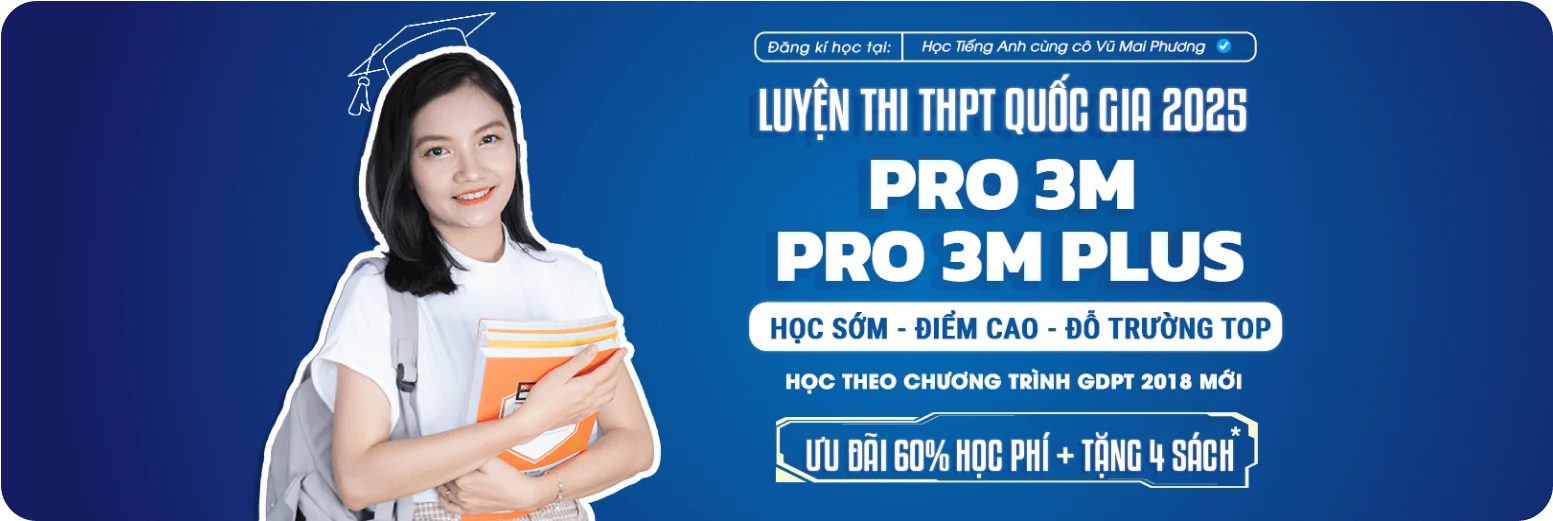 Đăng kí học tại: Học Tiếng Anh cùng cô Vũ Mai Phương
LUYỆN THI THPT QUỐC GIA 2025
PRO 3M
PRO 3M PLUS
HỌC SỚM - ĐIỂM CAO - ĐỖ TRƯỜNG TOP
HỌC THEO CHƯƠNG TRÌNH GDPT 2018 MỚI
ƯU ĐÃI 60% HỌC PHÍ + TẶNG 4 SÁCH*